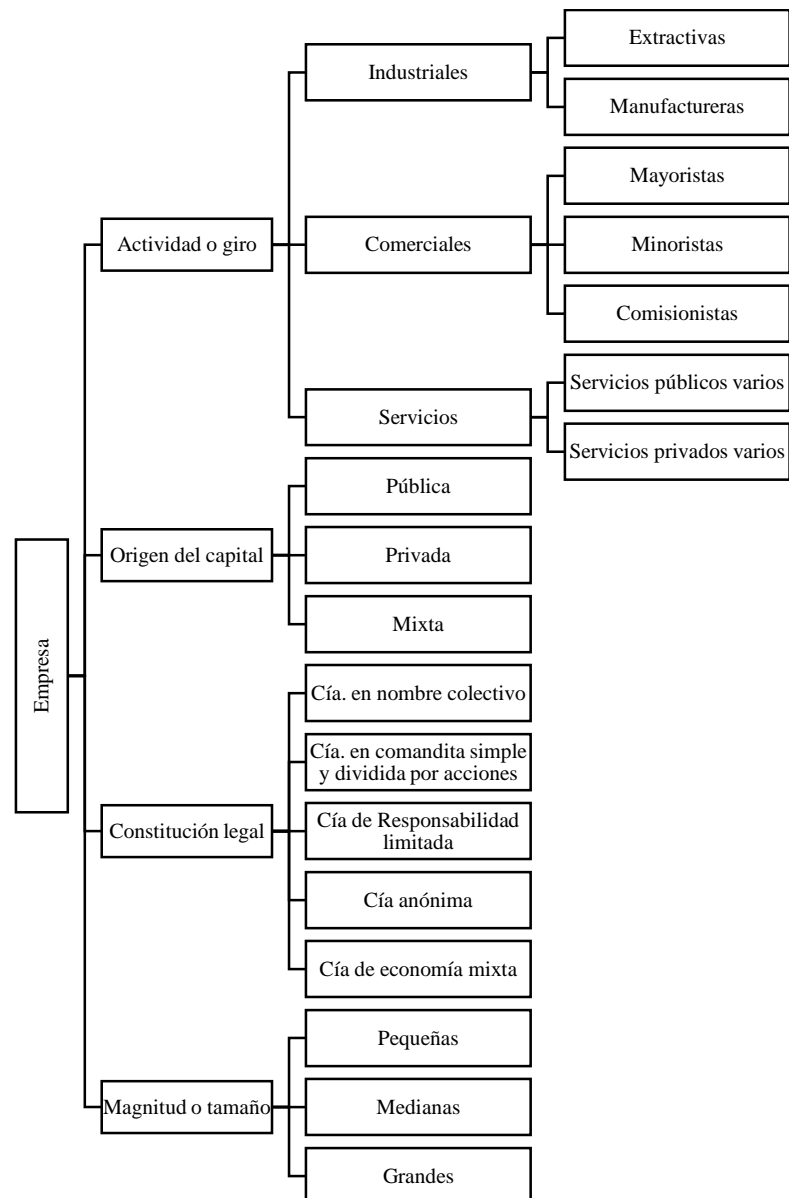 Empresa
Actividad o giro
Industriales
Extractivas
Manufactureras
Comerciales
Mayoristas
Minoristas
Comisionistas
Servicios
Servicios públicos varios
Servicios privados varios
Origen del capital
Pública
Privada
Mixta
Constitución legal
Cía. en nombre colectivo
Cía. en comandita simple
y dividida por acciones
Cía de Responsabilidad
limitada
Cía anónima
Cía de economía mixta
Magnitud o tamaño
Pequeñas
Medianas
Grandes